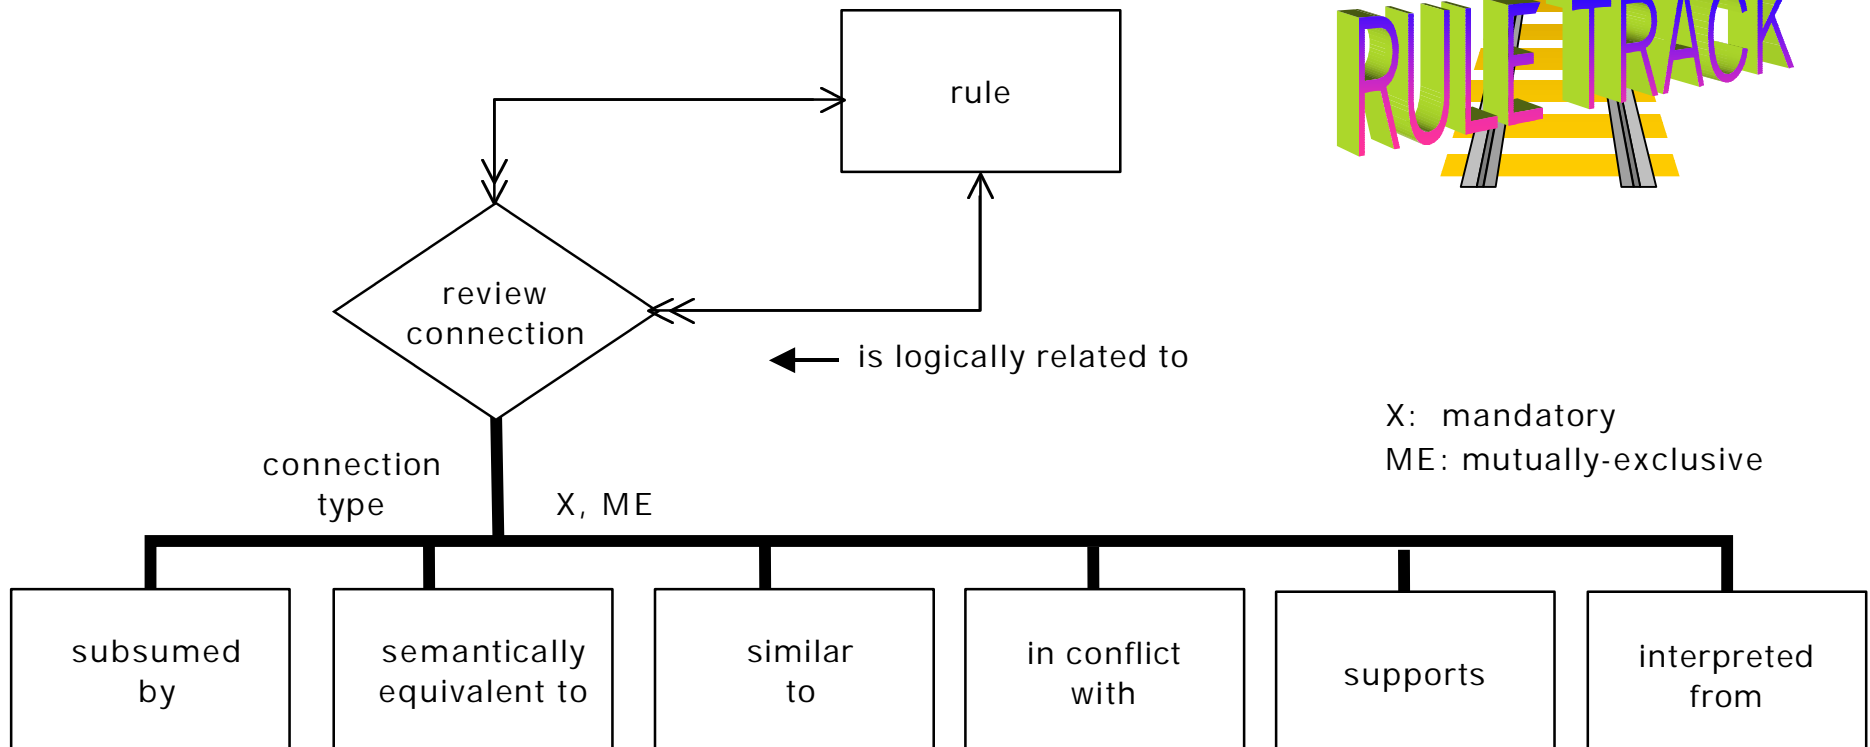 RULE TRACK
rule
review
connection
is logically related to
X: mandatory
ME: mutually-exclusive
connection
type
X, ME
subsumed
by
semantically
equivalent to
similar
to
in conflict
with
supports
interpreted
from